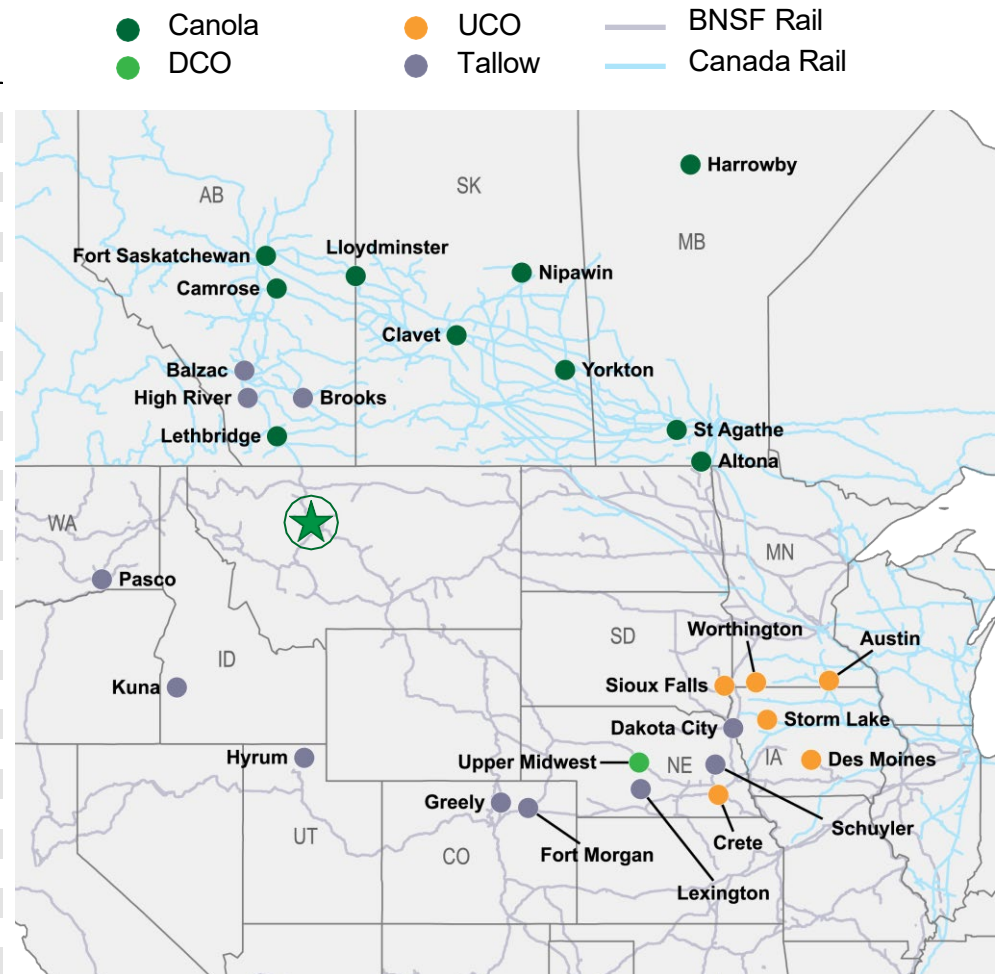 Canola
UCO
BNSF Rail
DCO
Tallow
Canada Rail
Harrowby
SK
AB
MB
Lloydminster
Fort Saskatchewan
Nipawin
Camrose
Clavet
Balzac
Yorkton
High River
Brooks
St Agathe
Lethbridge
Altona
WA
MN
Pasco
Worthington
SD
Austin
ID
Sioux Falls
Kuna
Storm Lake
Dakota City
Hyrum
Upper Midwest
NE
IA
Des Moines
Greely
Schuyler
UT
Crete
CO
Fort Morgan
Lexington